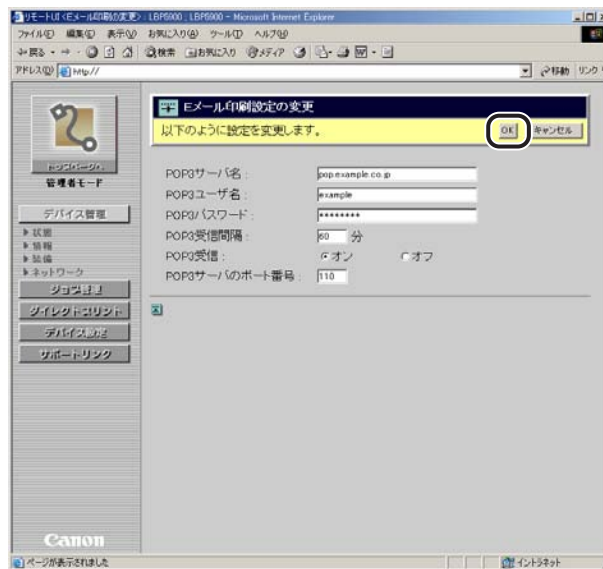 リモートUI <Eメール印刷の変更> : LBP5900 ; LBP5900 - Microsoft Internet Explorer
ファイル(F) 編集(E) 表示(V) お気に入り(A) ツール(T) ヘルプ(H)
戻る 検索 お気に入り メディア
アドレス(D) http:// 移動 リンク
Eメール印刷設定の変更
以下のように設定を変更します。 OK キャンセル
トップページへ
管理者モード
デバイス管理
状態
情報
装備
ネットワーク
ジョブ管理
ダイレクトプリント
デバイス設定
サポートリンク
POP3サーバ名 : pop.example.co.jp
POP3ユーザ名 : example
POP3パスワード : ********
POP3受信間隔 : 60 分
POP3受信 : オン オフ
POP3サーバのポート番号 : 110
Canon
ページが表示されました イントラネット